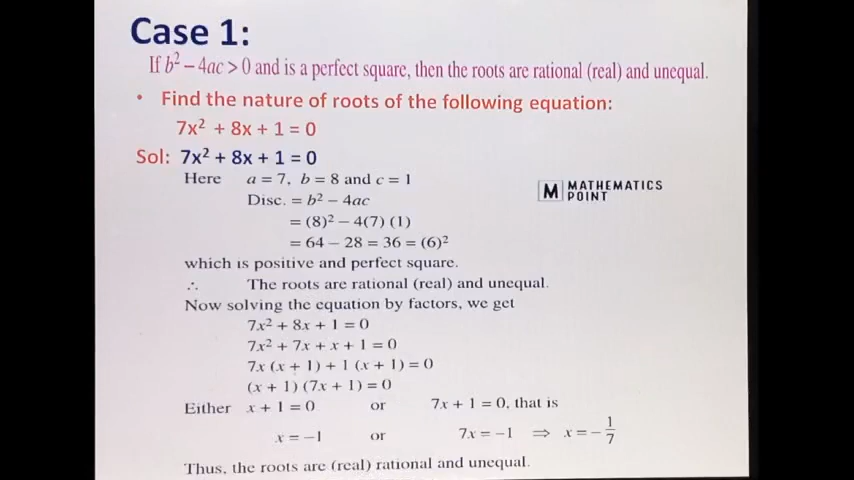 Case 1:
If b² – 4ac > 0 and is a perfect square, then the roots are rational (real) and unequal.
• Find the nature of roots of the following equation:
7x² + 8x + 1 = 0
Sol: 7x² + 8x + 1 = 0
Here a = 7, b = 8 and c = 1
Disc. = b² – 4ac
= (8)² – 4(7) (1)
= 64 – 28 = 36 = (6)²
which is positive and perfect square.
∴ The roots are rational (real) and unequal.
Now solving the equation by factors, we get
7x² + 8x + 1 = 0
7x² + 7x + x + 1 = 0
7x (x + 1) + 1 (x + 1) = 0
(x + 1) (7x + 1) = 0
Either x + 1 = 0 or 7x + 1 = 0, that is
x = –1 or 7x = –1 ⟹ x = –1/7
Thus, the roots are (real) rational and unequal.
M MATHEMATICS
POINT